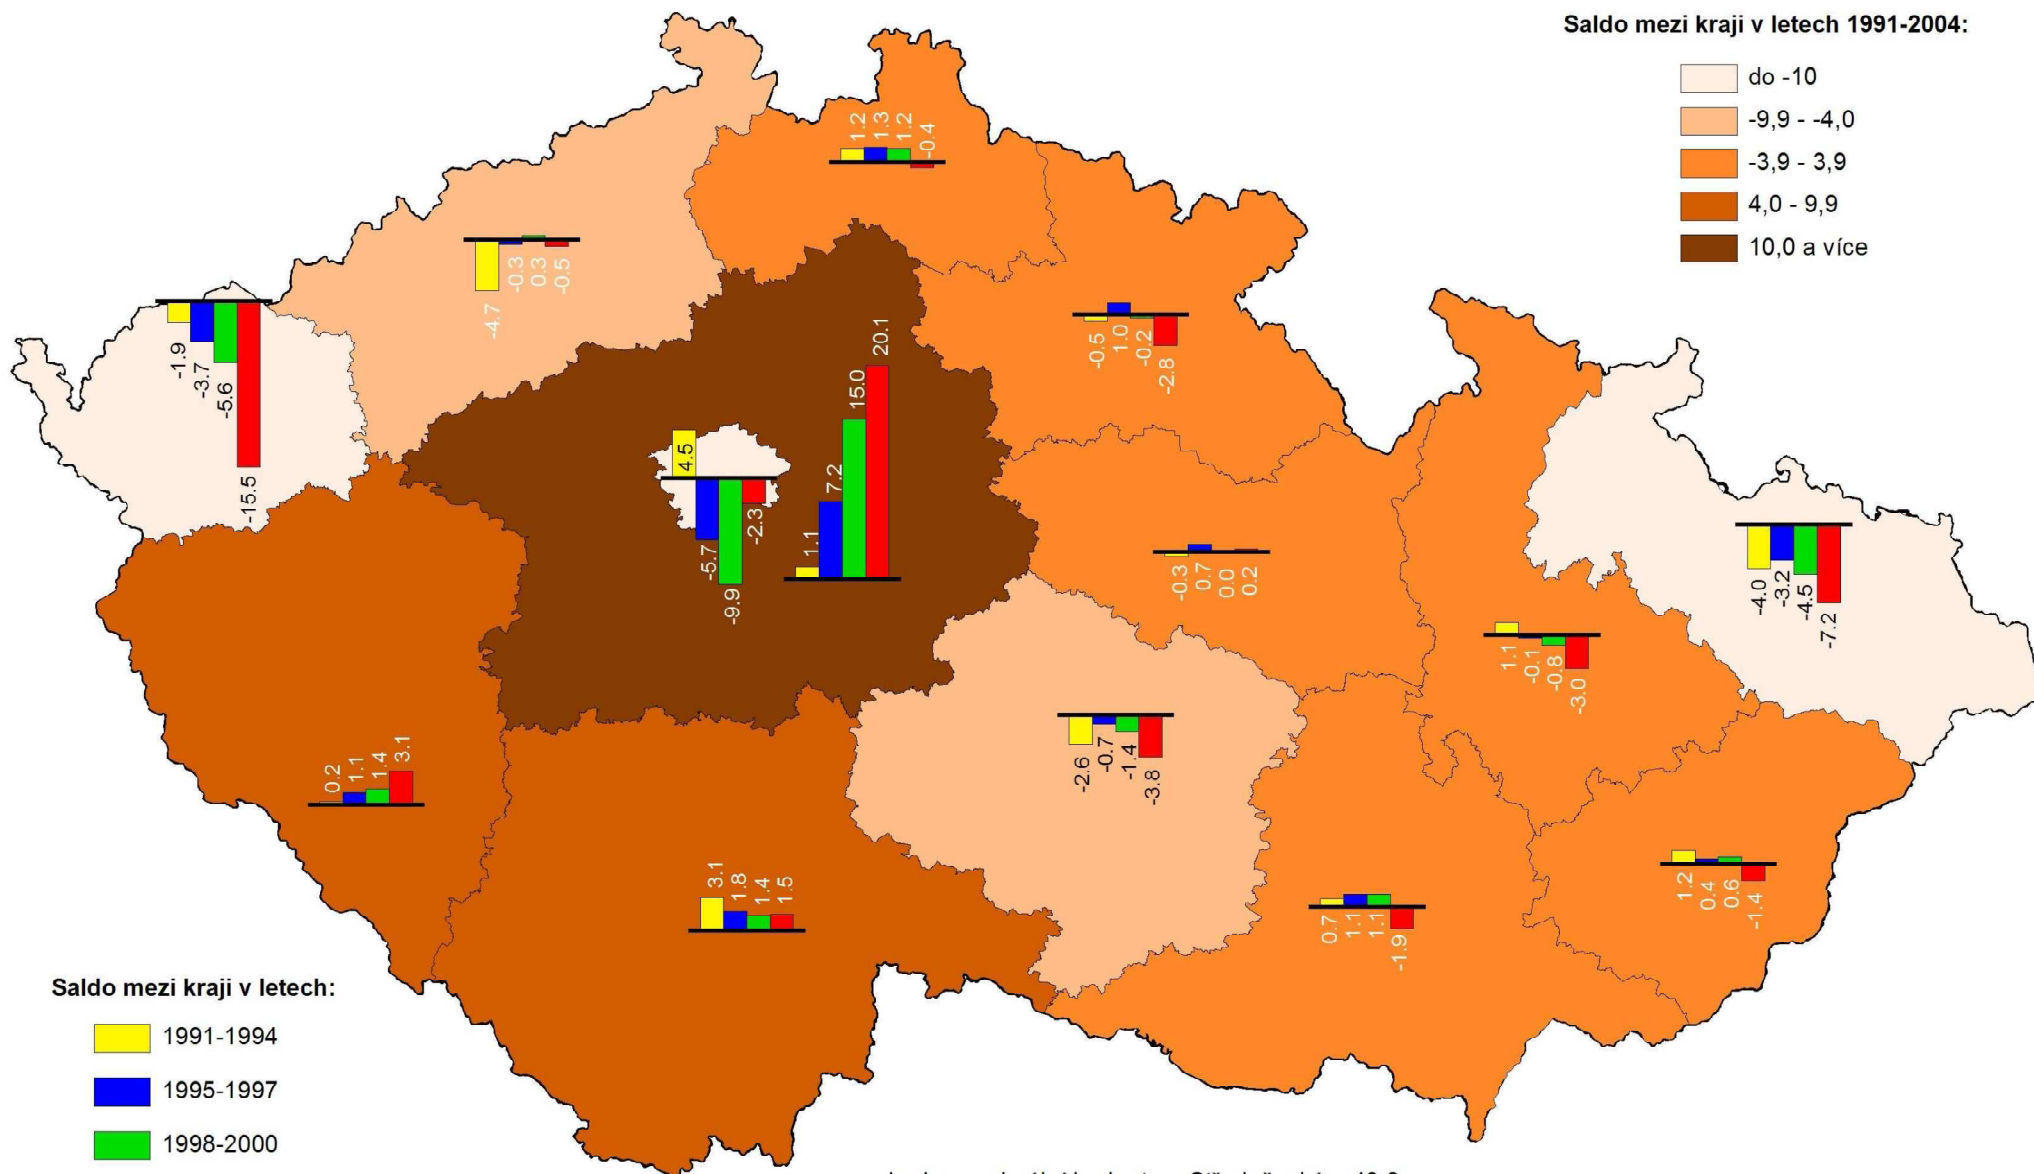 Saldo mezi kraji v letech 1991-2004:
do -10
-9,9 - -4,0
-3,9 - 3,9
4,0 - 9,9
10,0 a více
1.2 1.3 1.2 -0.4
-4.7 -0.3 0.3 -0.5
-1.9 -3.7 -5.6 -15.5
-0.5 1.0 -0.2 -2.8
4.5 -5.7 -9.9 -2.3
1.1 7.2 15.0 20.1
-0.3 0.7 0.0 0.2
-4.0 -3.2 -4.5 -7.2
1.1 -0.1 -0.8 -3.0
-2.6 -0.7 -1.4 -3.8
0.2 1.1 1.4 3.1
3.1 1.8 1.4 1.5
0.7 1.1 1.1 -1.9
1.2 0.4 0.6 -1.4
Saldo mezi kraji v letech:
1991-1994
1995-1997
1998-2000